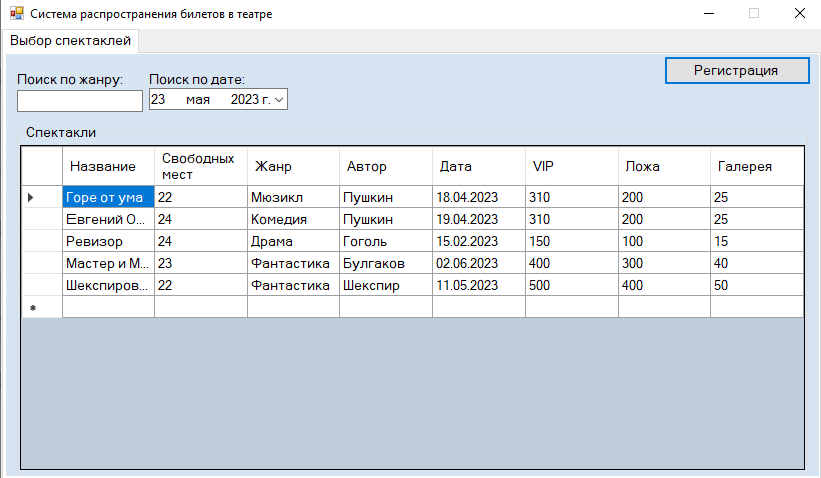 Система распространения билетов в театре
Выбор спектаклей
Регистрация
Поиск по жанру: Поиск по дате:
23 мая 2023 г.
Спектакли
Название Свободных мест Жанр Автор Дата VIP Ложа Галерея
Горе от ума 22 Мюзикл Пушкин 18.04.2023 310 200 25
Евгений О... 24 Комедия Пушкин 19.04.2023 310 200 25
Ревизор 24 Драма Гоголь 15.02.2023 150 100 15
Мастер и М... 23 Фантастика Булгаков 02.06.2023 400 300 40
Шекспиров... 22 Фантастика Шекспир 11.05.2023 500 400 50